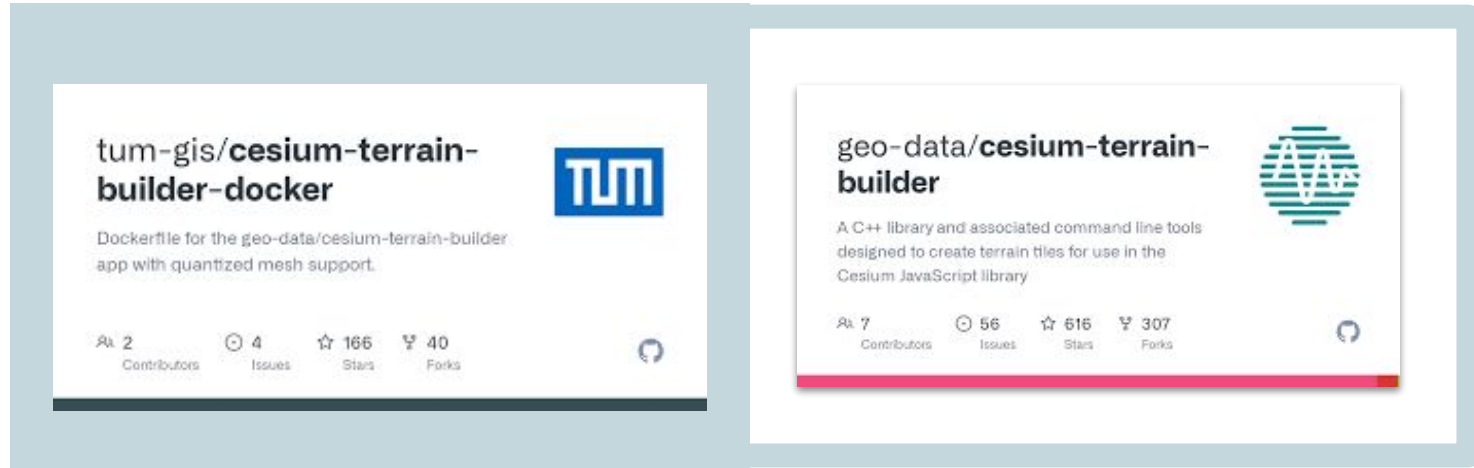 tum-gis/cesium-terrain-
builder-docker
TUM
Dockerfile for the geo-data/cesium-terrain-builder
app with quantized mesh support.
2
Contributors
4
Issues
166
Stars
40
Forks
geo-data/cesium-terrain-
builder
A C++ library and associated command line tools
designed to create terrain tiles for use in the
Cesium JavaScript library
7
Contributors
56
Issues
616
Stars
307
Forks